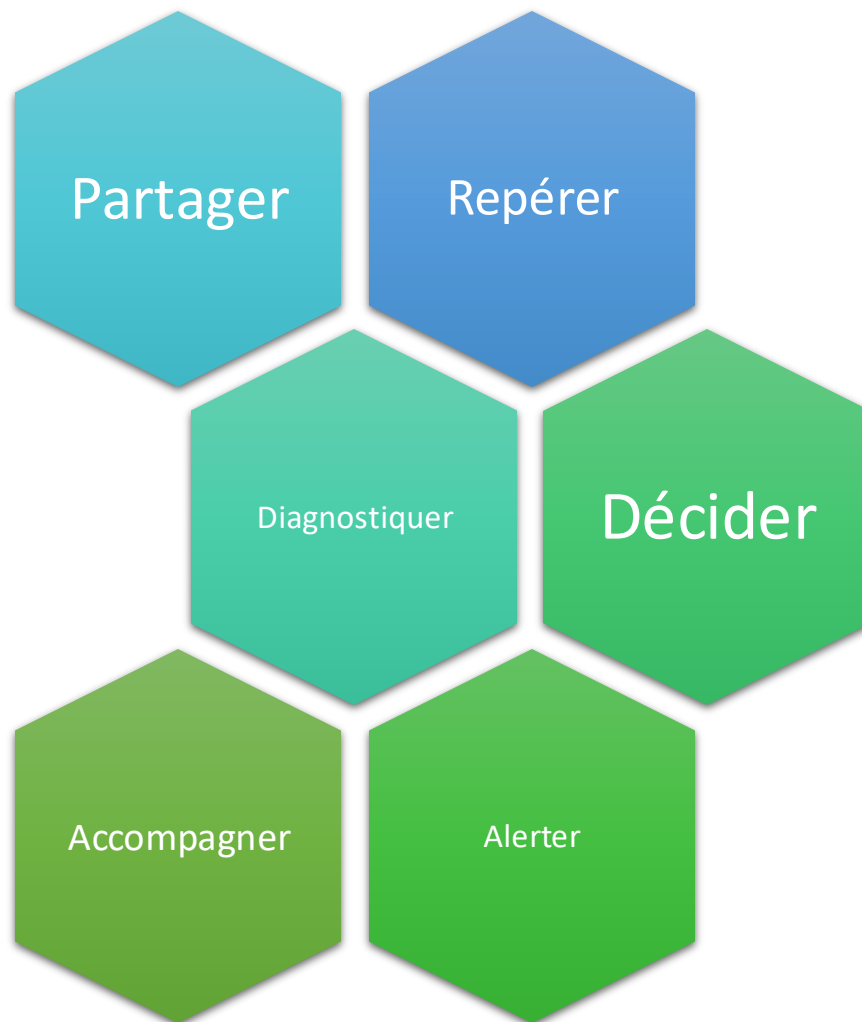 Partager
Repérer
Diagnostiquer
Décider
Accompagner
Alerter